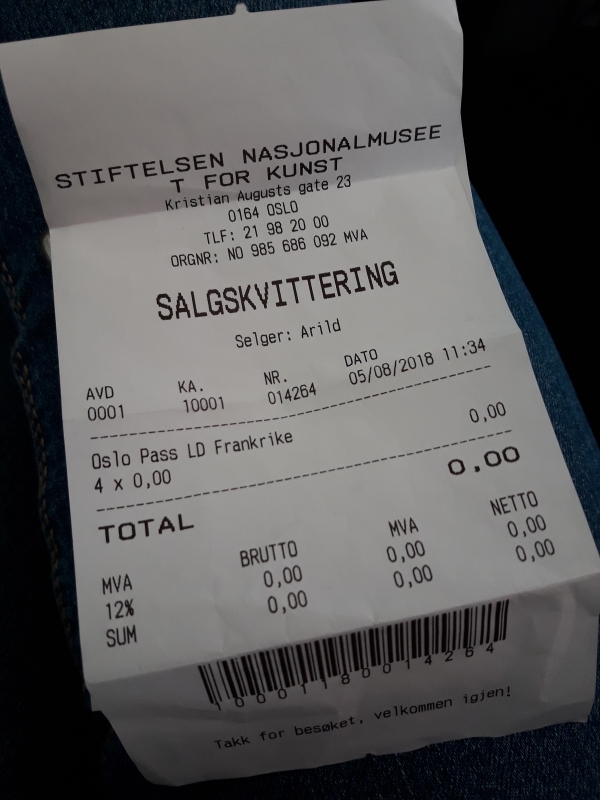 STIFTELSEN NASJONALMUSEE
T FOR KUNST
Kristian Augusts gate 23
0164 OSLO
TLF: 21 98 20 00
ORGNR: NO 985 686 092 MVA
SALGSKVITTERING
Selger: Arild
AVD KA. NR. DATO
0001 10001 014264 05/08/2018 11:34
Oslo Pass LD Frankrike
4 x 0,00 0,00
TOTAL 0,00
MVA BRUTTO MVA NETTO
12% 0,00 0,00 0,00
SUM 0,00 0,00 0,00
10001180014264
Takk for besøket, velkommen igjen!